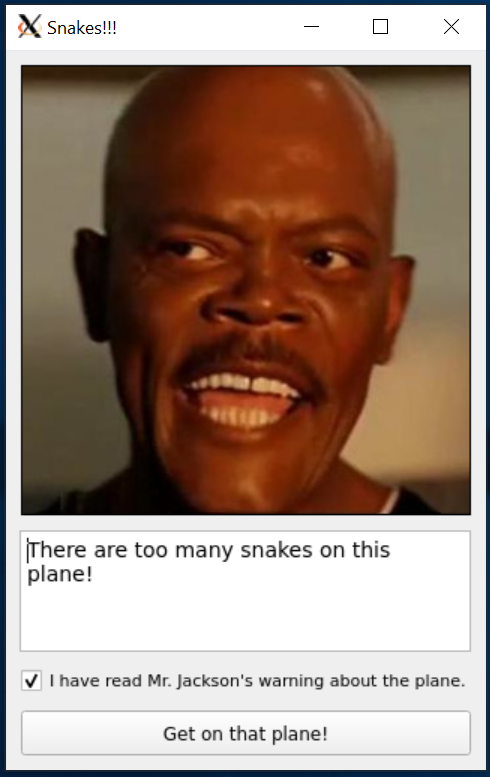 Snakes!!!
There are too many snakes on this
plane!
I have read Mr. Jackson's warning about the plane.
Get on that plane!